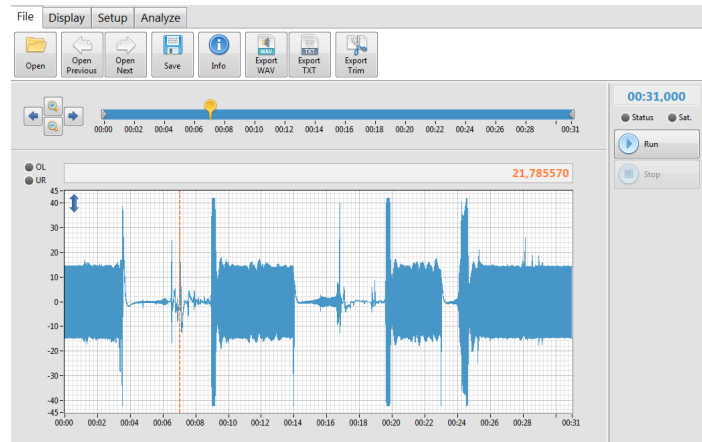 File Display Setup Analyze
Open Open Previous Open Next Save Info WAV Export WAV TXT Export TXT Export Trim
00:31,000
Status Sat.
Run
Stop
00:00 00:02 00:04 00:06 00:08 00:10 00:12 00:14 00:16 00:18 00:20 00:22 00:24 00:26 00:28 00:31
OL
UR
21,785570
45
40
30
20
10
0
-10
-20
-30
-40
-45
00:00 00:02 00:04 00:06 00:08 00:10 00:12 00:14 00:16 00:18 00:20 00:22 00:24 00:26 00:28 00:31